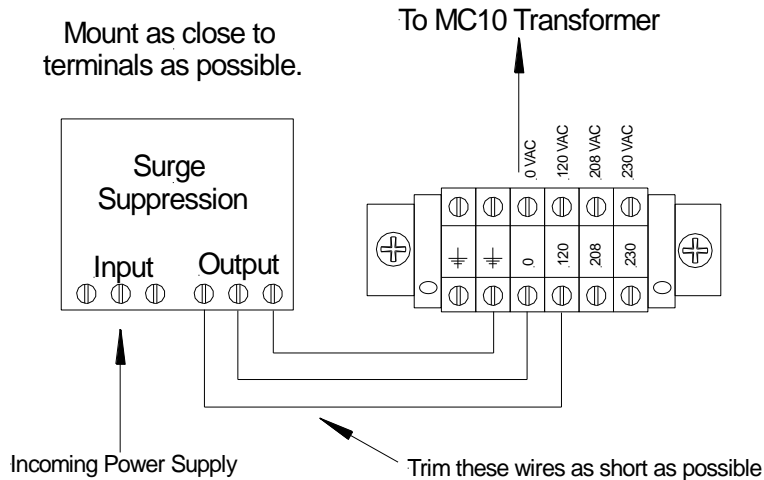 Mount as close to
terminals as possible.
To MC10 Transformer
Surge
Suppression
Input
Output
0 VAC
120 VAC
208 VAC
230 VAC
0
120
208
230
Incoming Power Supply
Trim these wires as short as possible